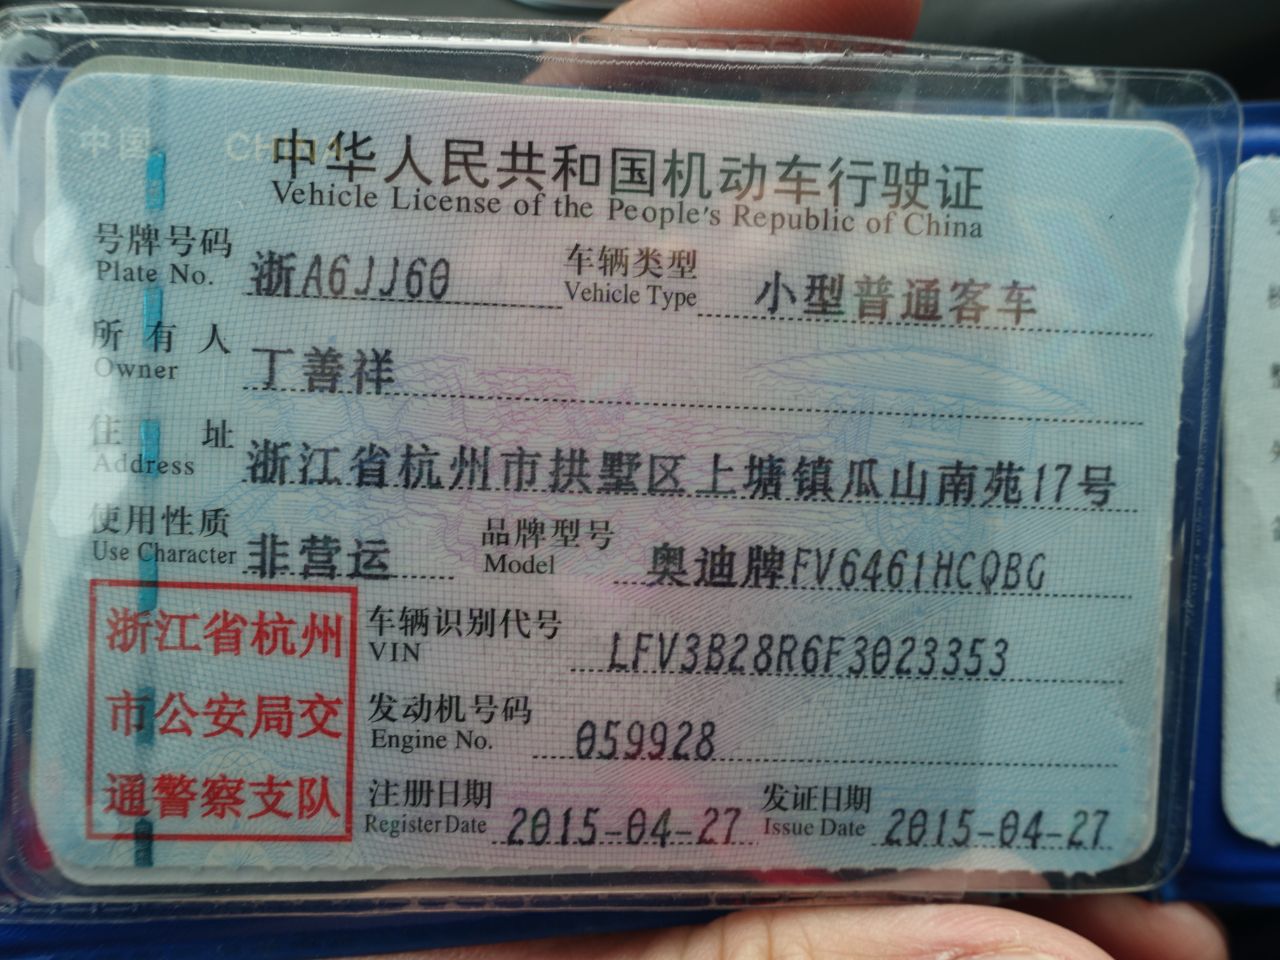 中国 CHINA
中华人民共和国机动车行驶证
Vehicle License of the People's Republic of China
号牌号码 浙A6JJ60 车辆类型 小型普通客车
Plate No. Vehicle Type
所有人 丁善祥
Owner
住址 浙江省杭州市拱墅区上塘镇瓜山南苑17号
Address
使用性质 非营运 品牌型号 奥迪牌FV6461HCQBG
Use Character Model
浙江省杭州
市公安局交
通警察支队
车辆识别代号 LFV3B28R6F3023353
VIN
发动机号码 059928
Engine No.
注册日期 2015-04-27 发证日期 2015-04-27
Register Date Issue Date